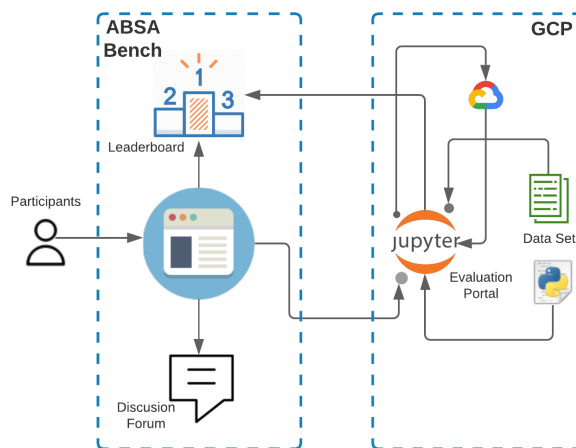 ABSA
Bench
GCP
2
1
3
Leaderboard
Participants
jupyter
Data Set
Evaluation
Portal
Discusion
Forum